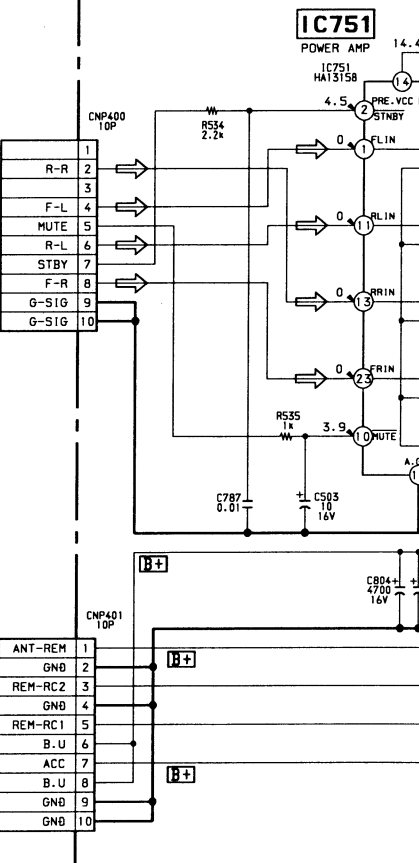 IC751
POWER AMP
IC751
HA13158
14.4
14
4.5
2
PRE.VCC
STNBY
R534
2.2k
CNP400
10P
1
R-R 2
3
F-L 4
MUTE 5
R-L 6
STBY 7
F-R 8
G-SIG 9
G-SIG 10
0
1
FLIN
0
11
RLIN
0
13
RRIN
0
23
FRIN
R535
1k
3.9
10
MUTE
C787
0.01
+
C503
10
16V
B+
C804
4700
16V
+
+
CNP401
10P
ANT-REM 1
GND 2
REM-RC2 3
GND 4
REM-RC1 5
B.U 6
ACC 7
B.U 8
GND 9
GND 10
B+
B+